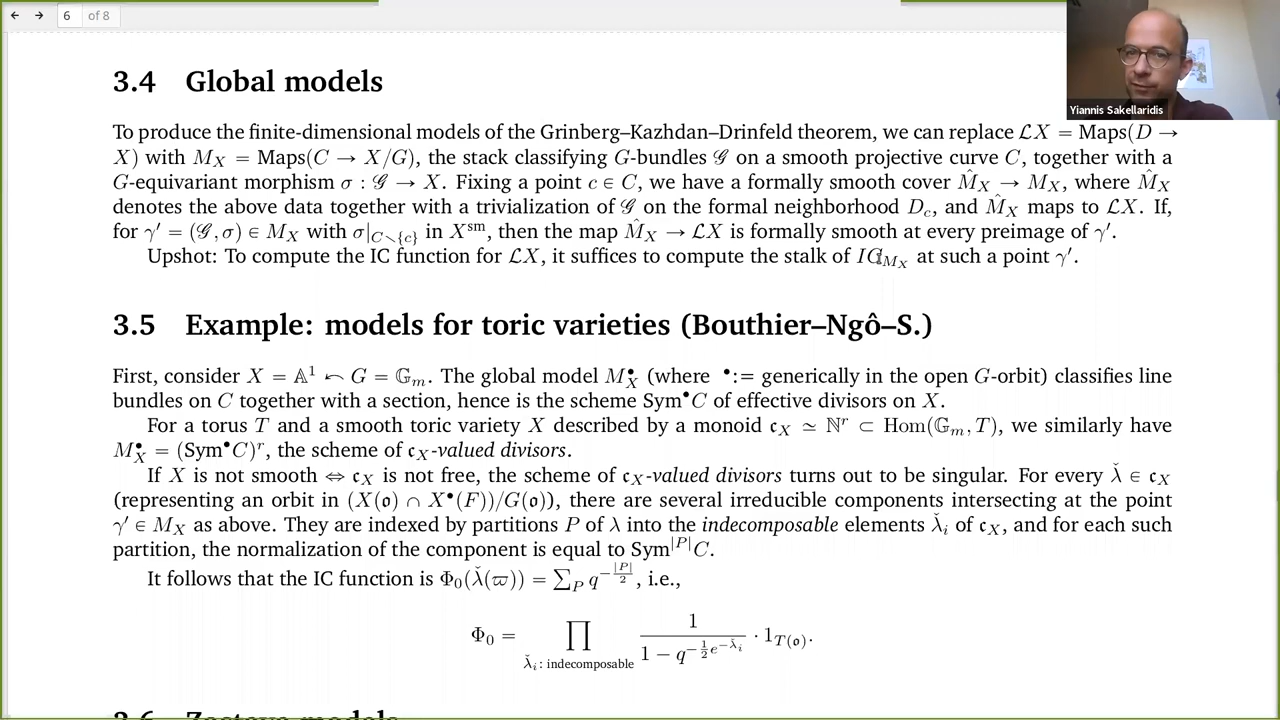 6 of 8
Yiannis Sakellaridis
3.4 Global models
To produce the finite-dimensional models of the Grinberg–Kazhdan–Drinfeld theorem, we can replace ℒX = Maps(D →
X) with M_X = Maps(C → X/G), the stack classifying G-bundles 𝒢 on a smooth projective curve C, together with a
G-equivariant morphism σ : 𝒢 → X. Fixing a point c ∈ C, we have a formally smooth cover M̂_X → M_X, where M̂_X
denotes the above data together with a trivialization of 𝒢 on the formal neighborhood D_c, and M̂_X maps to ℒX. If,
for γ′ = (𝒢, σ) ∈ M_X with σ|_{C∖{c}} in X^sm, then the map M̂_X → ℒX is formally smooth at every preimage of γ′.
Upshot: To compute the IC function for ℒX, it suffices to compute the stalk of IC_{M_X} at such a point γ′.
3.5 Example: models for toric varieties (Bouthier–Ngô–S.)
First, consider X = 𝔸¹ ↶ G = 𝔾_m. The global model M_X^• (where •:= generically in the open G-orbit) classifies line
bundles on C together with a section, hence is the scheme Sym^•C of effective divisors on X.
For a torus T and a smooth toric variety X described by a monoid 𝔠_X ≃ ℕ^r ⊂ Hom(𝔾_m, T), we similarly have
M_X^• = (Sym^•C)^r, the scheme of 𝔠_X-valued divisors.
If X is not smooth ⇔ 𝔠_X is not free, the scheme of 𝔠_X-valued divisors turns out to be singular. For every λ̌ ∈ 𝔠_X
(representing an orbit in (X(𝔬) ∩ X^•(F))/G(𝔬)), there are several irreducible components intersecting at the point
γ′ ∈ M_X as above. They are indexed by partitions P of λ into the indecomposable elements λ̌_i of 𝔠_X, and for each such
partition, the normalization of the component is equal to Sym^{|P|}C.
It follows that the IC function is Φ_0(λ̌(ϖ)) = ∑_P q^{-|P|/2}, i.e.,
Φ_0 = ∏_{λ̌_i : indecomposable} 1/(1 − q^{-1/2 e^{-λ̌_i}}) · 1_{T(𝔬)}.